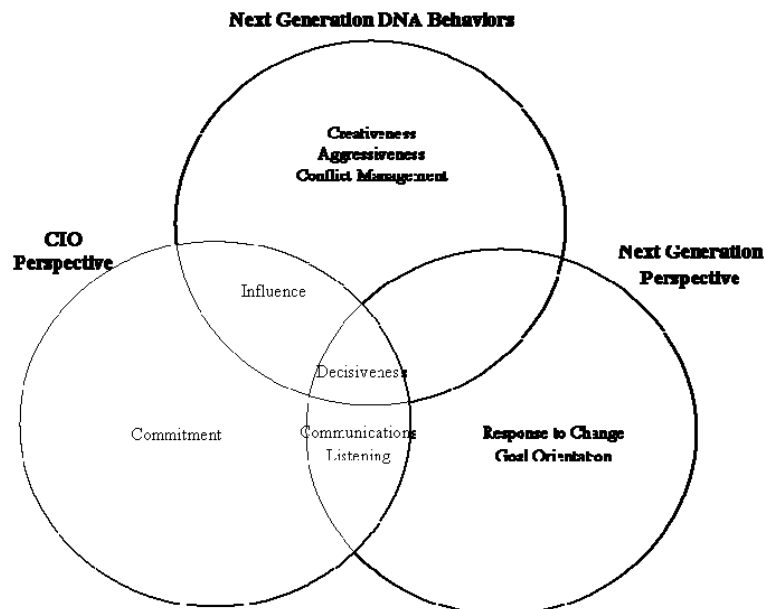 Next Generation DNA Behaviors
Creativeness
Aggressiveness
Conflict Management
CIO
Perspective
Next Generation
Perspective
Influence
Decisiveness
Commitment
Communications
Listening
Response to Change
Goal Orientation